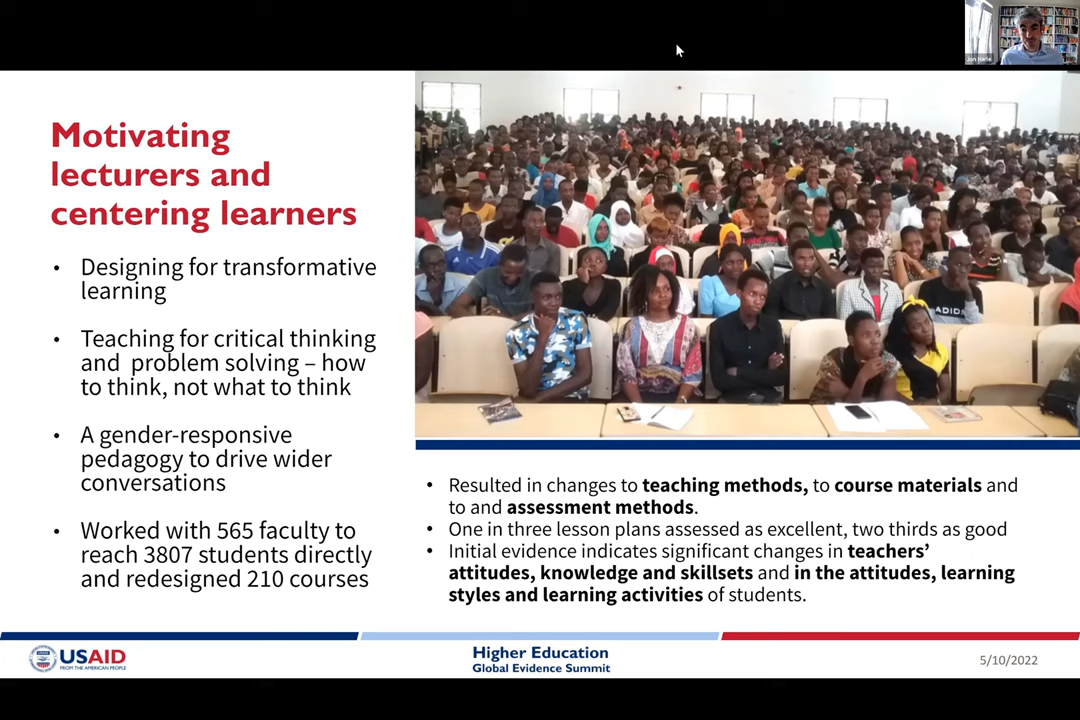 Jon Harle
Motivating
lecturers and
centering learners
• Designing for transformative
learning
• Teaching for critical thinking
and problem solving – how
to think, not what to think
• A gender-responsive
pedagogy to drive wider
conversations
• Worked with 565 faculty to
reach 3807 students directly
and redesigned 210 courses
ADIDAS
• Resulted in changes to teaching methods, to course materials and
to and assessment methods.
• One in three lesson plans assessed as excellent, two thirds as good
• Initial evidence indicates significant changes in teachers’
attitudes, knowledge and skillsets and in the attitudes, learning
styles and learning activities of students.
USAID
FROM THE AMERICAN PEOPLE
Higher Education
Global Evidence Summit
5/10/2022